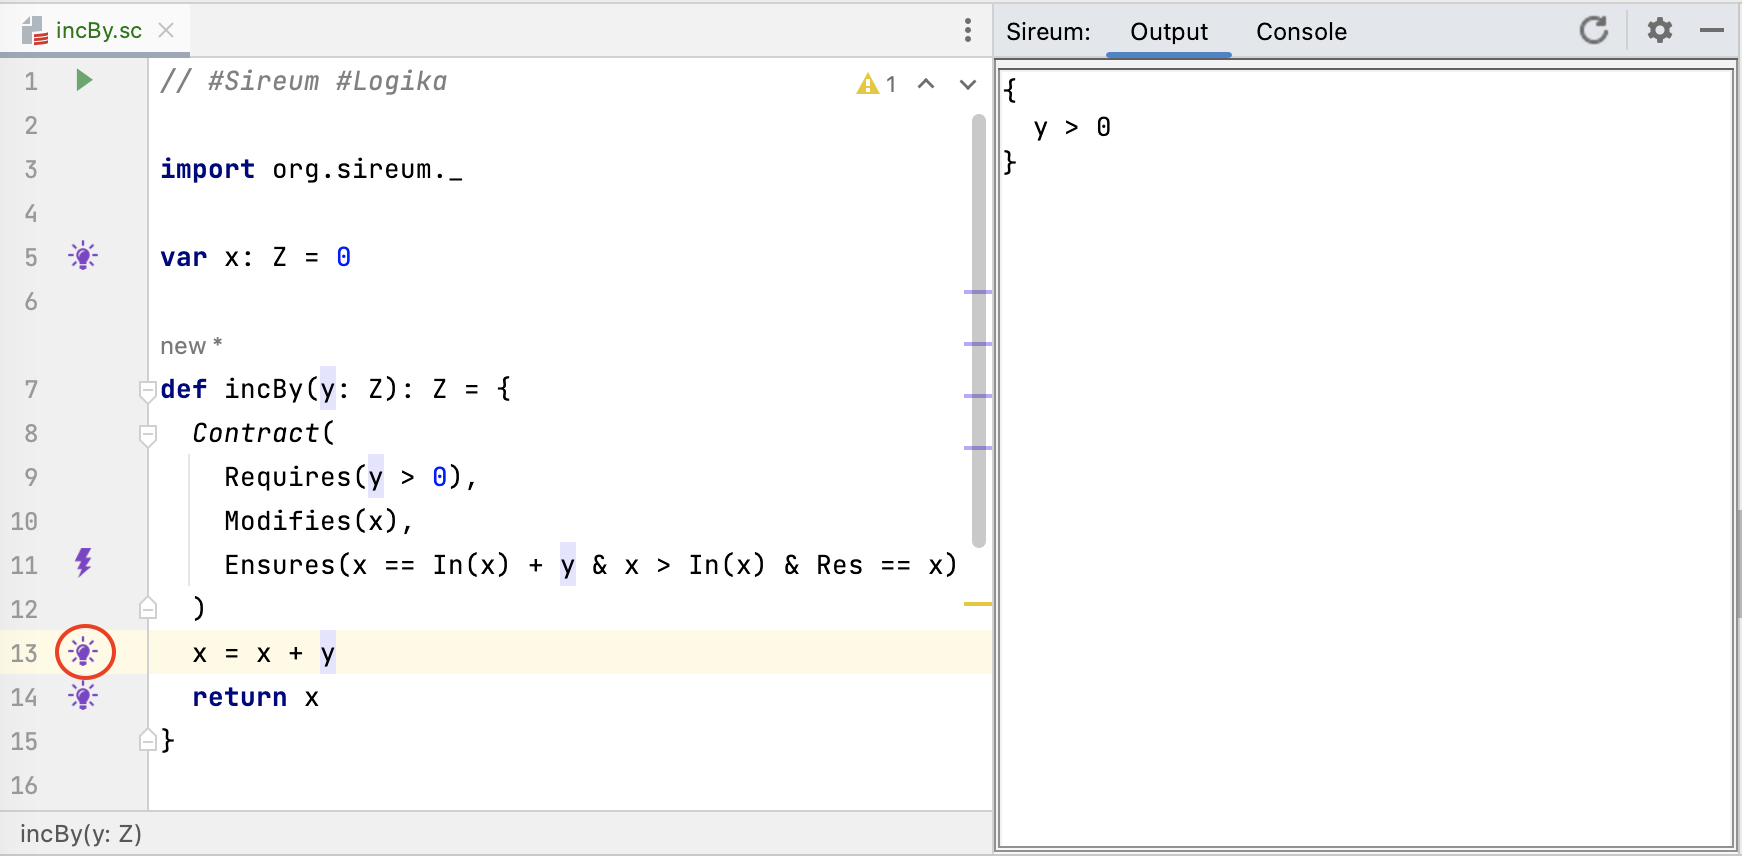 incBy.sc
Sireum: Output Console
1 // #Sireum #Logika
1
2
3 import org.sireum._
4
5 var x: Z = 0
6
new *
7 def incBy(y: Z): Z = {
8 Contract(
9 Requires(y > 0),
10 Modifies(x),
11 Ensures(x == In(x) + y & x > In(x) & Res == x)
12 )
13 x = x + y
14 return x
15 }
16
incBy(y: Z)
{
y > 0
}